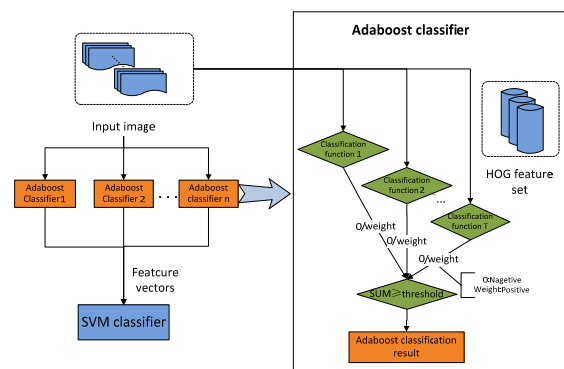 Adaboost classifier
Input image
Adaboost
Classifier1
Adaboost
Classifier 2
...
Adaboost
classifier n
Featcure
vectors
SVM classifier
Classification
function 1
Classification
function 2
...
Classification
function T
HOG feature
set
0/weight
0/weight
0/weight
0:Nagetive
Weight:Positive
SUM≥threshold
Adaboost classification
result